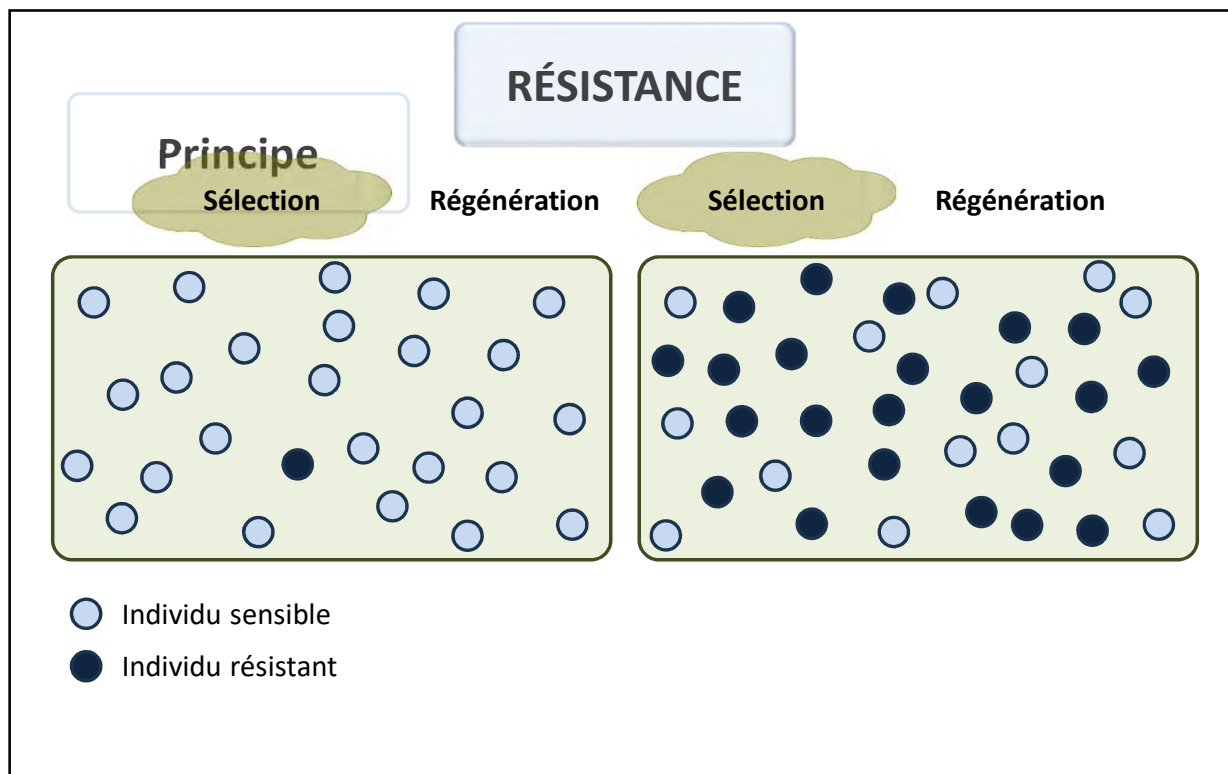 RÉSISTANCE
Principe
Sélection Régénération Sélection Régénération
Individu sensible
Individu résistant